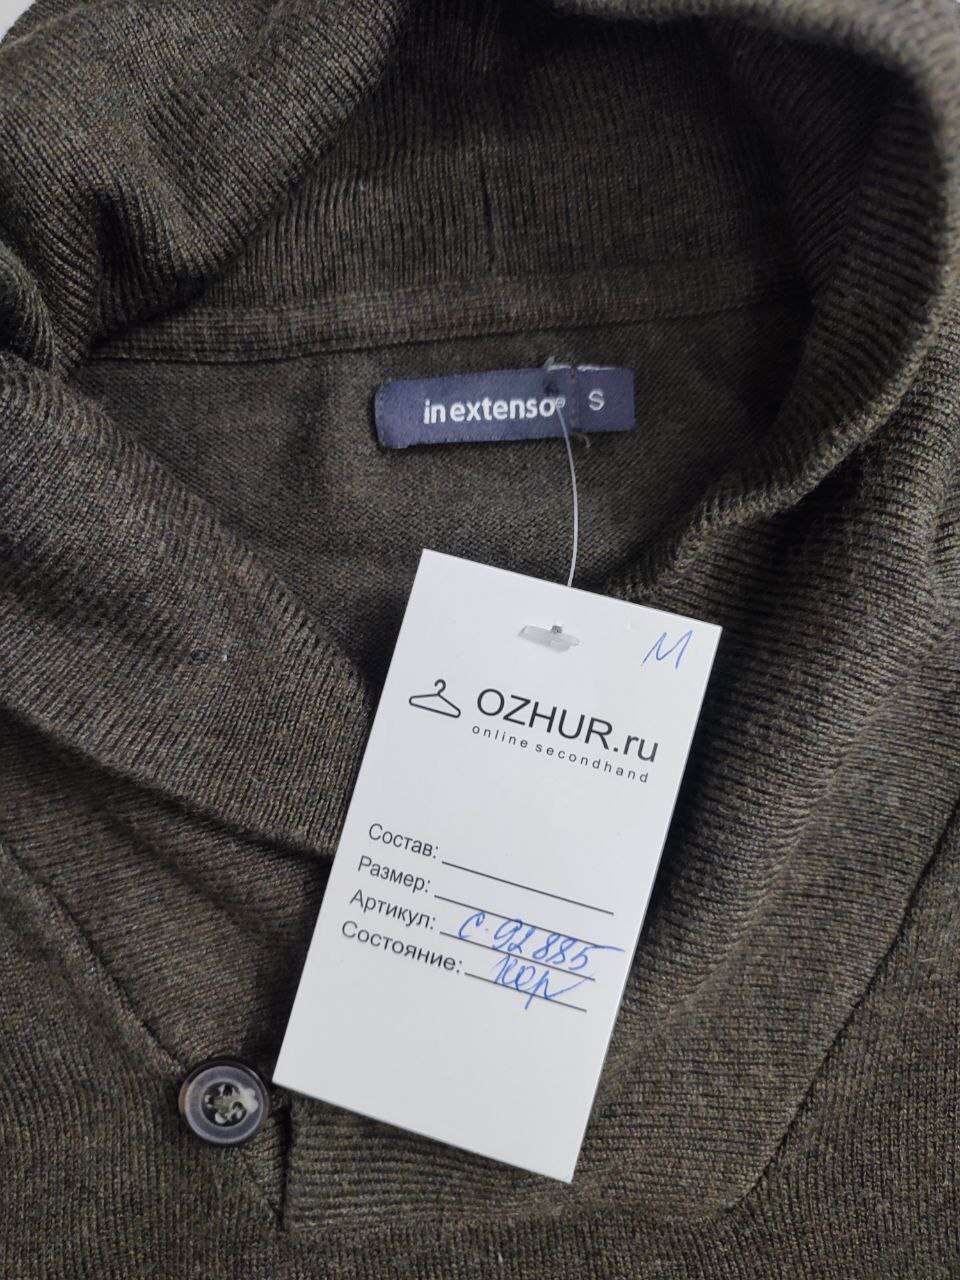 in extenso® S
М
OZHUR.ru
online secondhand
Состав:
Размер:
Артикул: С-92885
Состояние: хор